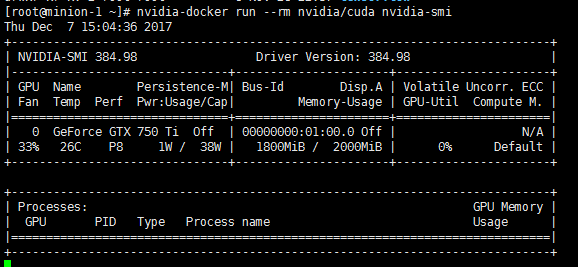 [root@minion-1 ~]# nvidia-docker run --rm nvidia/cuda nvidia-smi
Thu Dec  7 15:04:36 2017
+-----------------------------------------------------------------------------+
| NVIDIA-SMI 384.98                 Driver Version: 384.98                    |
|-------------------------------+----------------------+----------------------+
| GPU  Name        Persistence-M| Bus-Id        Disp.A | Volatile Uncorr. ECC |
| Fan  Temp  Perf  Pwr:Usage/Cap|         Memory-Usage | GPU-Util  Compute M. |
|===============================+======================+======================|
|   0  GeForce GTX 750 Ti  Off  | 00000000:01:00.0 Off |                  N/A |
| 33%   26C    P8     1W /  38W |   1800MiB /  2000MiB |      0%      Default |
+-------------------------------+----------------------+----------------------+

+-----------------------------------------------------------------------------+
| Processes:                                                       GPU Memory |
|  GPU       PID   Type   Process name                             Usage      |
|=============================================================================|
+-----------------------------------------------------------------------------+